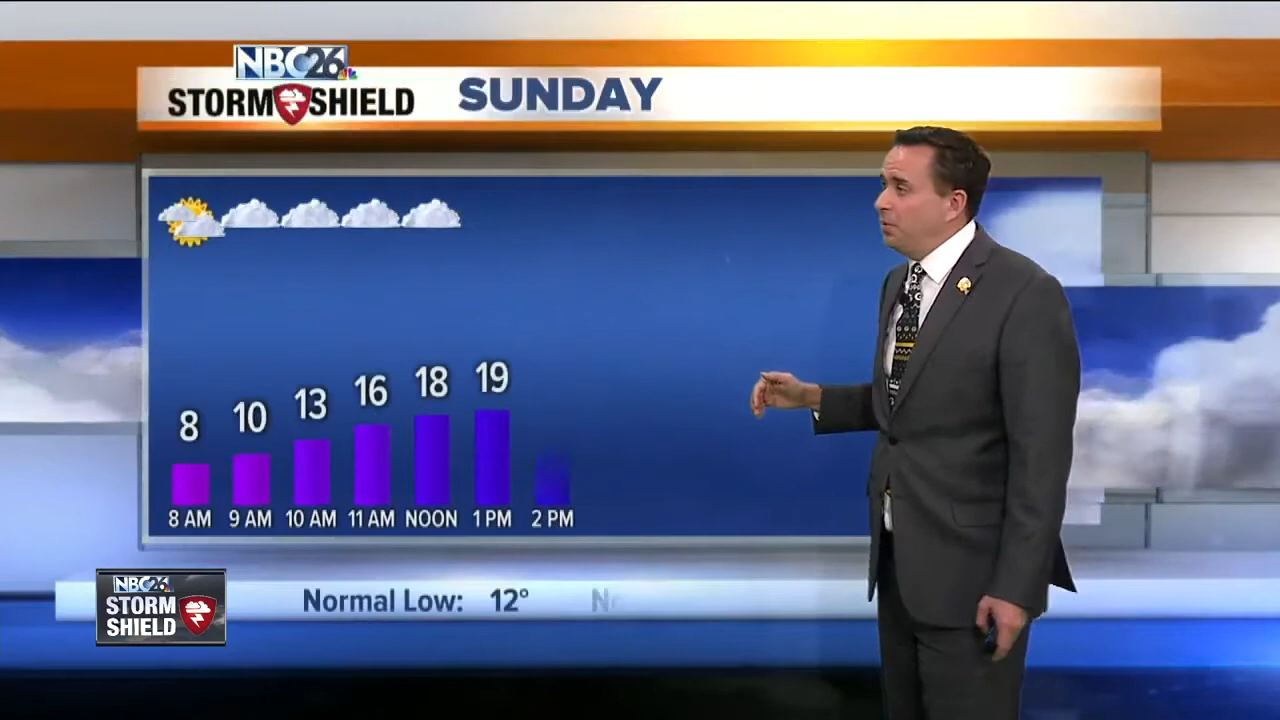 NBC26
STORM SHIELD
SUNDAY
8 10 13 16 18 19
8 AM 9 AM 10 AM 11 AM NOON 1 PM 2 PM
NBC26
STORM
SHIELD
Normal Low: 12°